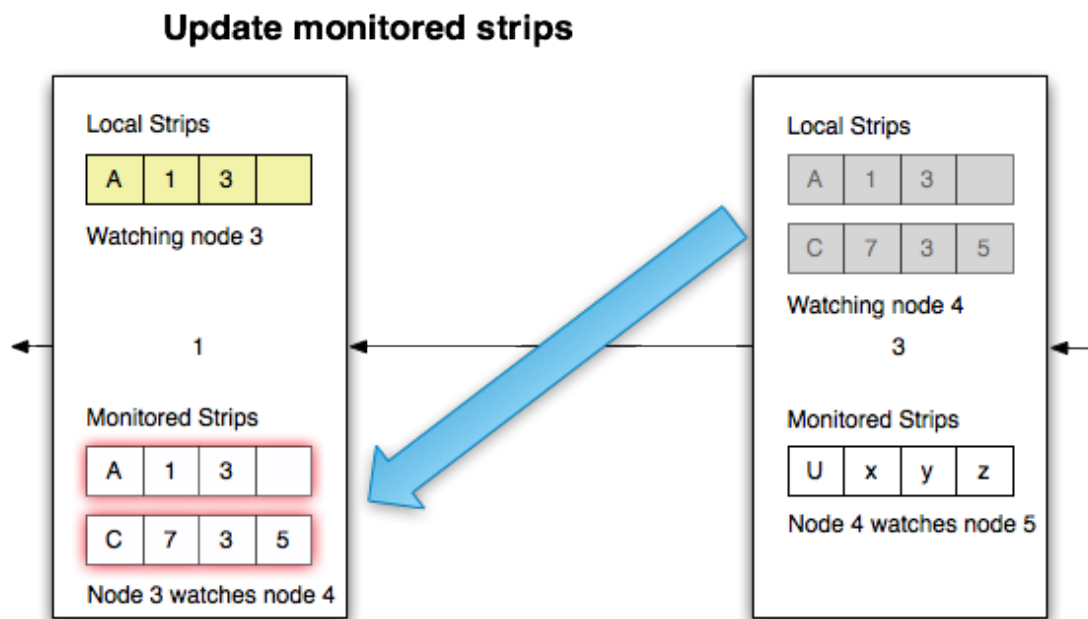 Update monitored strips
Local Strips
A 1 3
Watching node 3
1
Monitored Strips
A 1 3
C 7 3 5
Node 3 watches node 4
Local Strips
A 1 3
C 7 3 5
Watching node 4
3
Monitored Strips
U x y z
Node 4 watches node 5